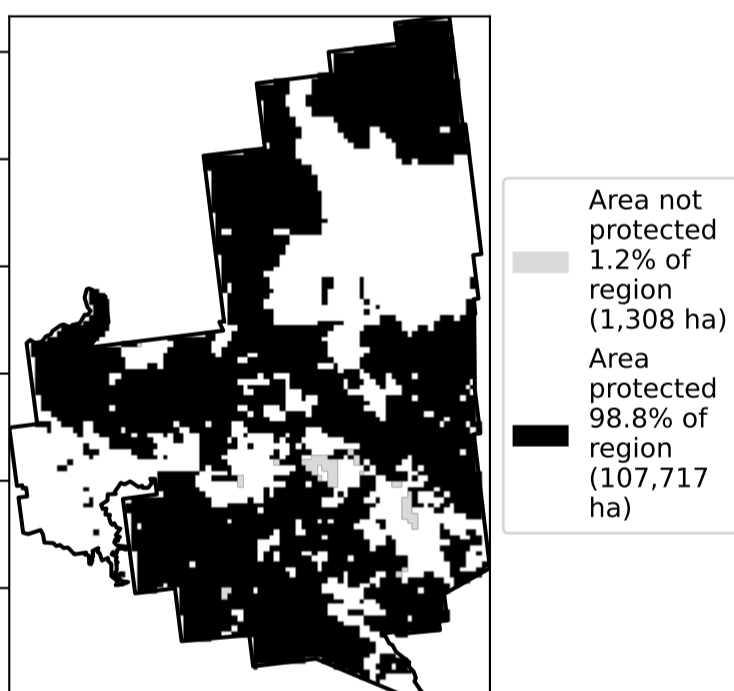 Area not
protected
1.2% of
region
(1,308 ha)
Area
protected
98.8% of
region
(107,717
ha)